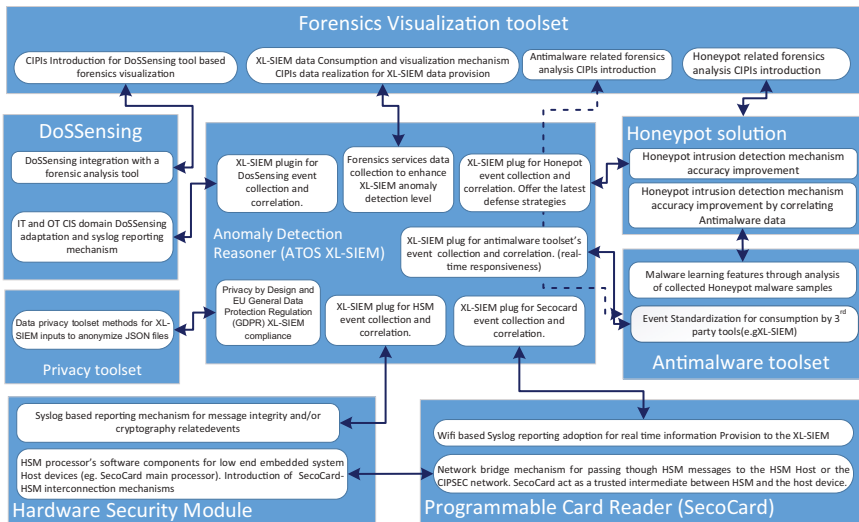 Forensics Visualization toolset
CIPIs Introduction for DoSSensing tool based
forensics visualization
XL-SIEM data Consumption and visualization mechanism
CIPIs data realization for XL-SIEM data provision
Antimalware related forensics
analysis CIPIs introduction
Honeypot related forensics
analysis CIPIs introduction
DoSSensing
DoSSensing integration with a
forensic analysis tool
IT and OT CIS domain DoSSensing
adaptation and syslog reporting
mechanism
XL-SIEM plugin for
DosSensing event
collection and
correlation.
Forensics services data
collection to enhance
XL-SIEM anomaly
detection level
XL-SIEM plug for Honepot
event collection and
correlation. Offer the latest
defense strategies
Anomaly Detection
Reasoner (ATOS XL-SIEM)
XL-SIEM plug for antimalware toolset's
event collection and correlation. (real-
time responsiveness)
Privacy by Design and
EU General Data
Protection Regulation
(GDPR) XL-SIEM
compliance
XL-SIEM plug for HSM
event collection and
correlation.
XL-SIEM plug for Secocard
event collection and
correlation.
Honeypot solution
Honeypot intrusion detection mechanism
accuracy improvement
Honeypot intrusion detection mechanism
accuracy improvement by correlating
Antimalware data
Malware learning features through analysis
of collected Honeypot malware samples
Event Standardization for consumption by 3rd
party tools(e.gXL-SIEM)
Antimalware toolset
Data privacy toolset methods for XL-
SIEM inputs to anonymize JSON files
Privacy toolset
Syslog based reporting mechanism for message integrity and/or
cryptography relatedevents
HSM processor's software components for low end embedded system
Host devices (eg. SecoCard main processor). Introduction of SecoCard-
HSM interconnection mechanisms
Hardware Security Module
Wifi based Syslog reporting adoption for real time information Provision to the XL-SIEM
Network bridge mechanism for passing though HSM messages to the HSM Host or the
CIPSEC network. SecoCard act as a trusted intermediate between HSM and the host device.
Programmable Card Reader (SecoCard)